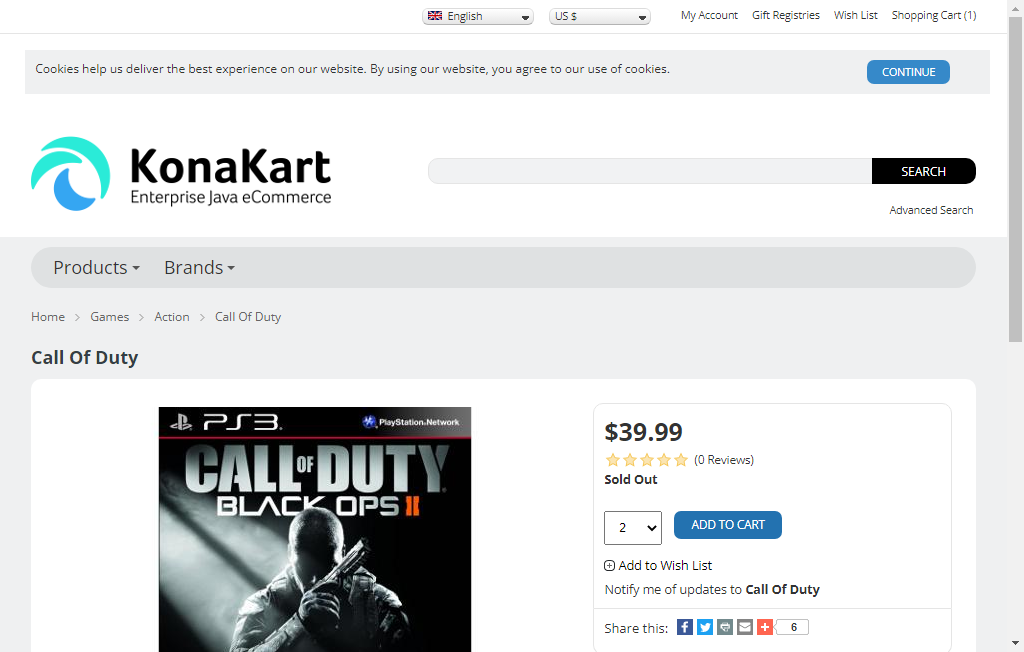 English
US $
My Account
Gift Registries
Wish List
Shopping Cart (1)
Cookies help us deliver the best experience on our website. By using our website, you agree to our use of cookies.
CONTINUE
KonaKart
Enterprise Java eCommerce
SEARCH
Advanced Search
Products
Brands
Home
Games
Action
Call Of Duty
Call Of Duty
PS3
PlayStation Network
CALL OF DUTY
BLACK OPS II
$39.99
(0 Reviews)
Sold Out
2
ADD TO CART
Add to Wish List
Notify me of updates to Call Of Duty
Share this:
6